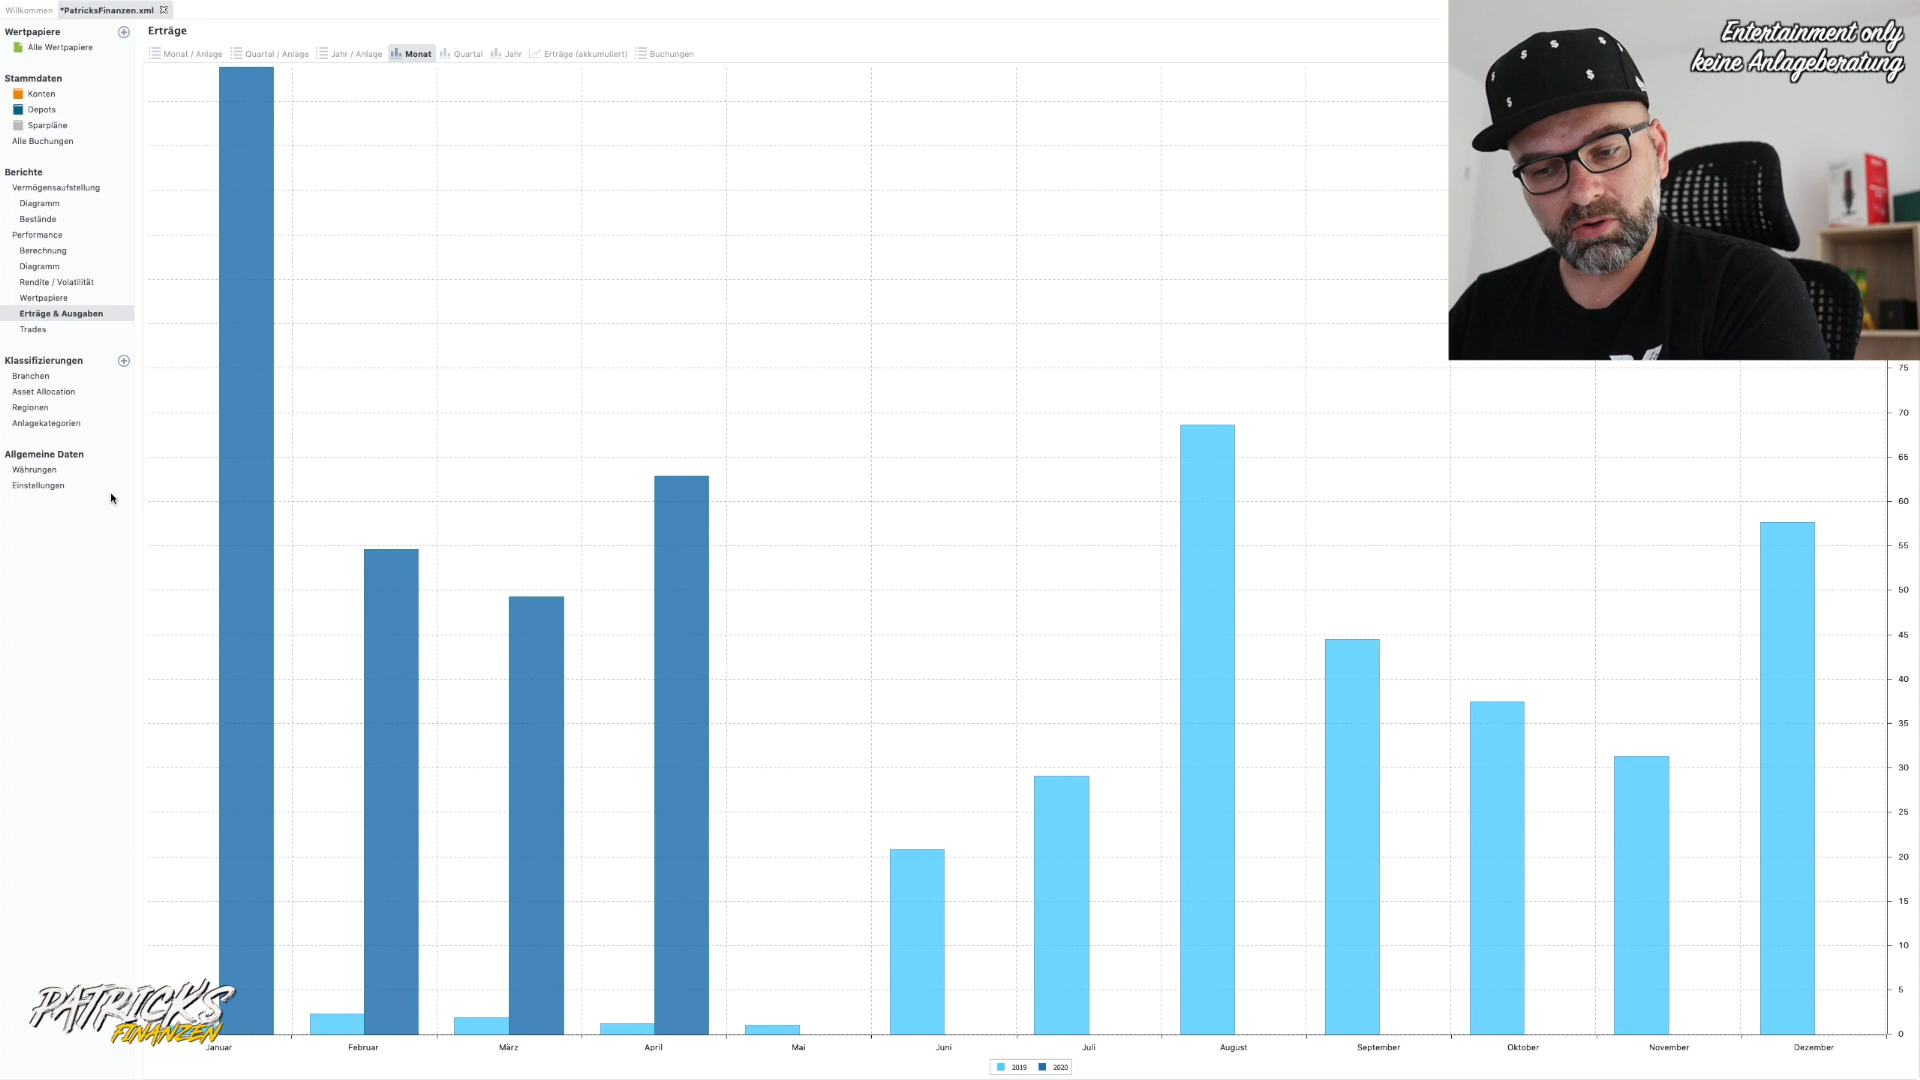 Willkommen
*PatricksFinanzen.xml
Wertpapiere
Alle Wertpapiere
Stammdaten
Konten
Depots
Sparpläne
Alle Buchungen
Berichte
Vermögensaufstellung
Diagramm
Bestände
Performance
Berechnung
Diagramm
Rendite / Volatilität
Wertpapiere
Erträge & Ausgaben
Trades
Klassifizierungen
Branchen
Asset Allocation
Regionen
Anlagekategorien
Allgemeine Daten
Währungen
Einstellungen
Erträge
Monat / Anlage Quartal / Anlage Jahr / Anlage Monat Quartal Jahr Erträge (akkumuliert) Buchungen
Entertainment only
keine Anlageberatung
75
70
65
60
55
50
45
40
35
30
25
20
15
10
5
0
Januar Februar März April Mai Juni Juli August September Oktober November Dezember
2019 2020
PATRICKS
FINANZEN